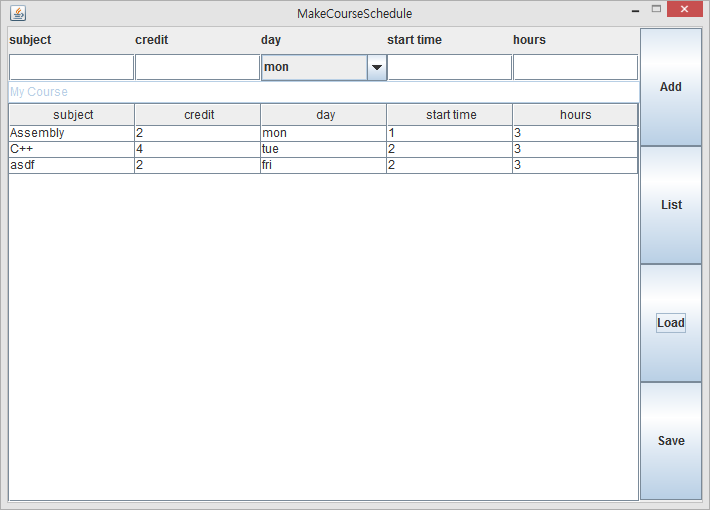 MakeCourseSchedule
subject credit day start time hours
mon
My Course
subject credit day start time hours
Assembly 2 mon 1 3
C++ 4 tue 2 3
asdf 2 fri 2 3
Add
List
Load
Save